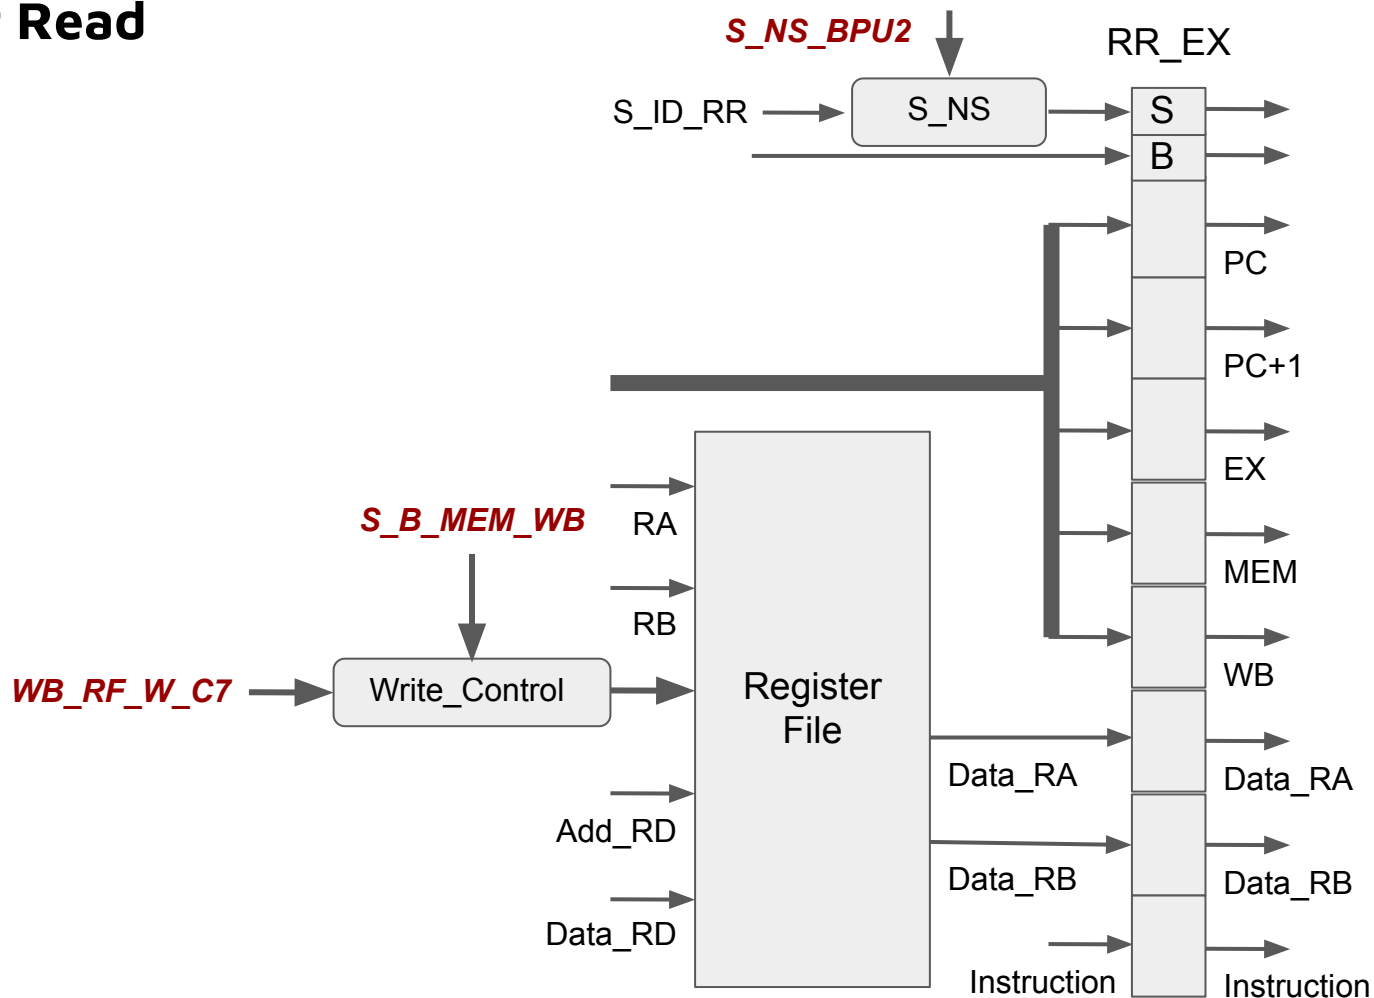 Read
S_NS_BPU2
RR_EX
S_ID_RR
S_NS
S
B
PC
PC+1
EX
RA
S_B_MEM_WB
MEM
RB
WB
WB_RF_W_C7
Write_Control
Register
File
Data_RA
Data_RA
Add_RD
Data_RB
Data_RB
Data_RD
Instruction
Instruction